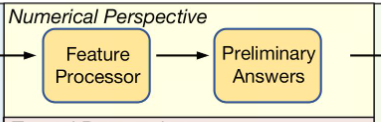 Numerical Perspective
Feature
Processor
Preliminary
Answers